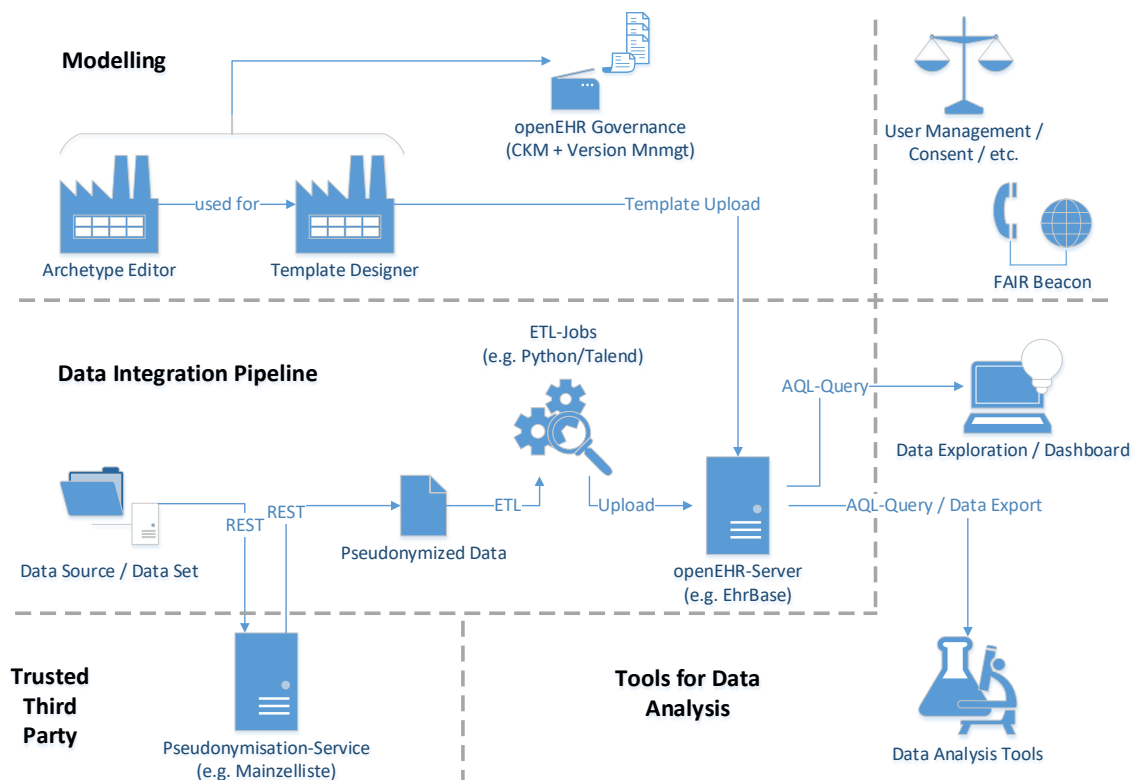 Modelling
openEHR Governance
(CKM + Version Mnmgt)
User Management /
Consent / etc.
used for
Template Upload
Archetype Editor
Template Designer
FAIR Beacon
ETL-Jobs
(e.g. Python/Talend)
Data Integration Pipeline
AQL-Query
Data Exploration / Dashboard
REST
REST
ETL
Upload
AQL-Query / Data Export
Pseudonymized Data
Data Source / Data Set
openEHR-Server
(e.g. EhrBase)
Trusted
Third
Party
Tools for Data
Analysis
Pseudonymisation-Service
(e.g. Mainzelliste)
Data Analysis Tools